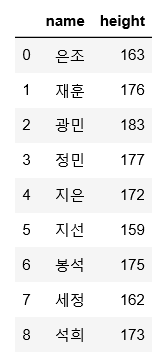 name height
0 은조 163
1 재훈 176
2 광민 183
3 정민 177
4 지은 172
5 지선 159
6 봉석 175
7 세정 162
8 석희 173